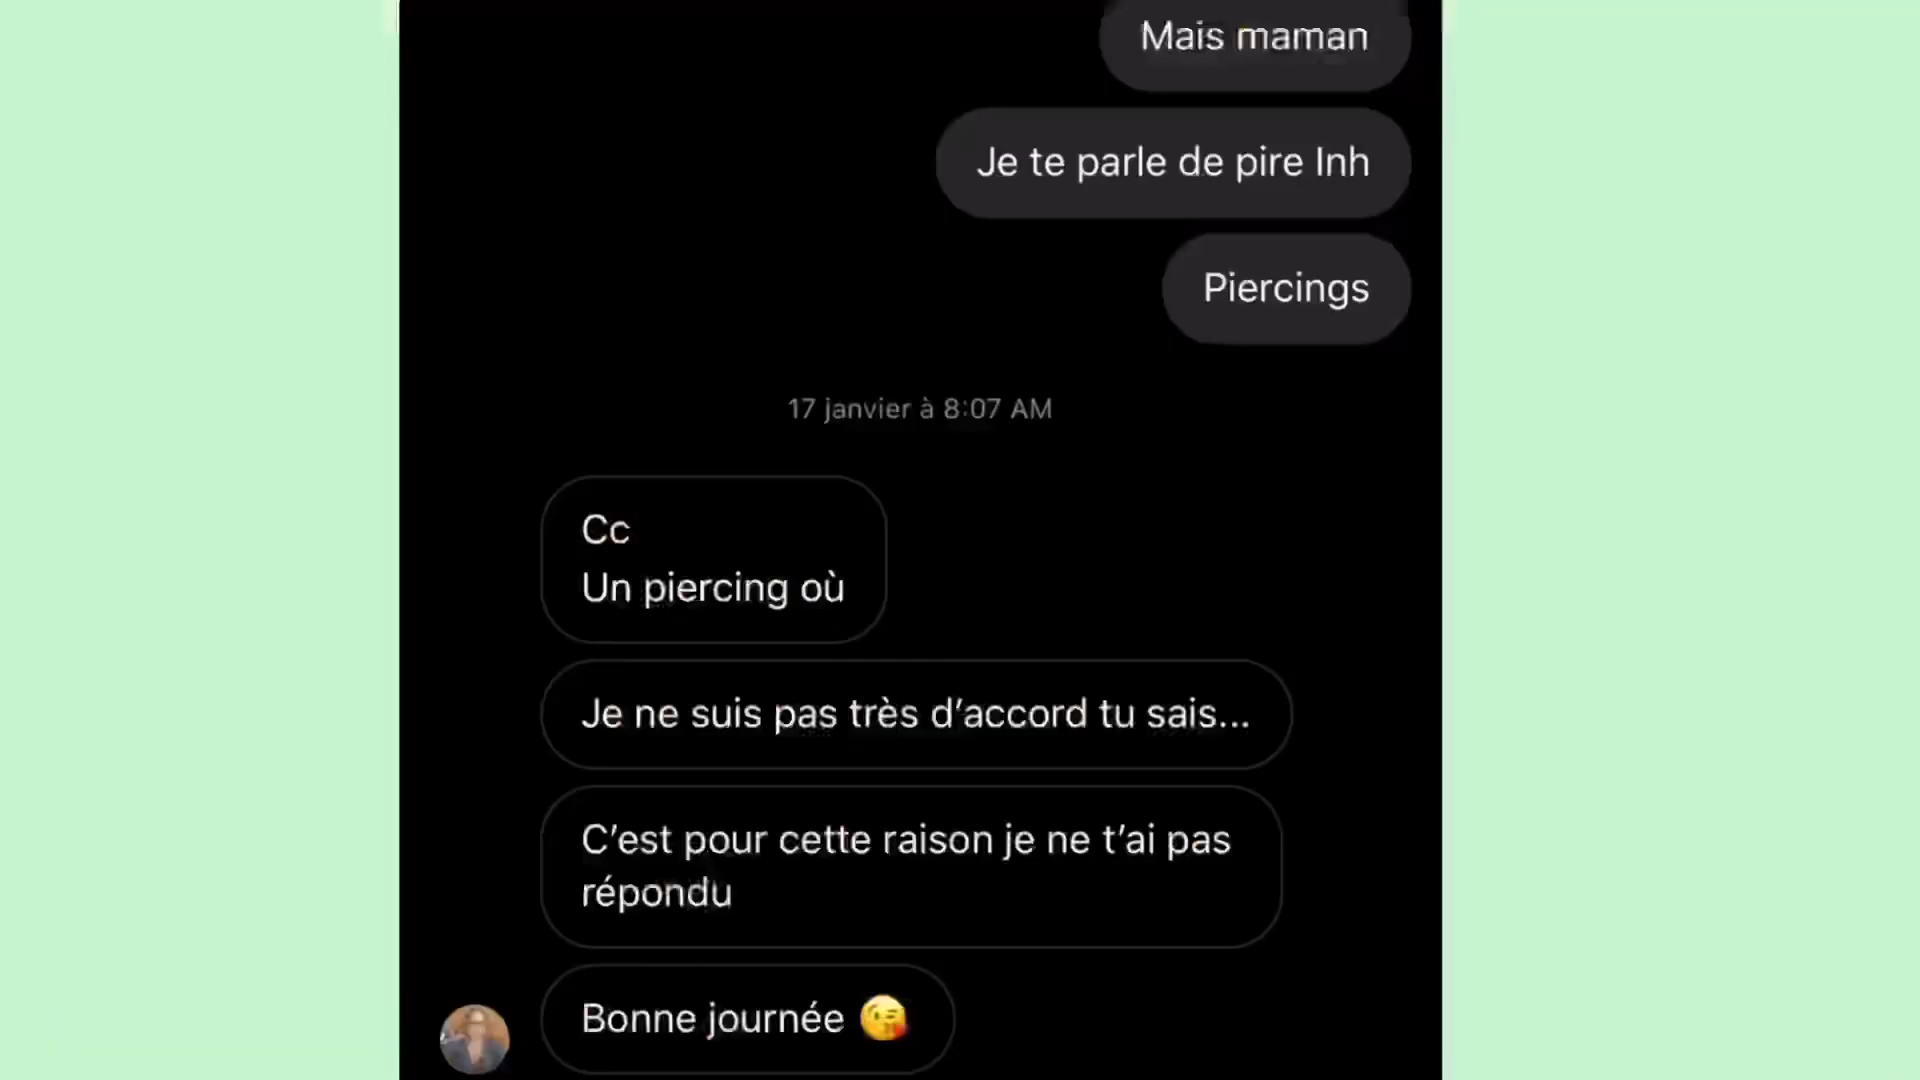 Mais maman
Je te parle de pire Inh
Piercings
17 janvier à 8:07 AM
Cc
Un piercing où
Je ne suis pas très d’accord tu sais...
C’est pour cette raison je ne t’ai pas
répondu
Bonne journée 😘